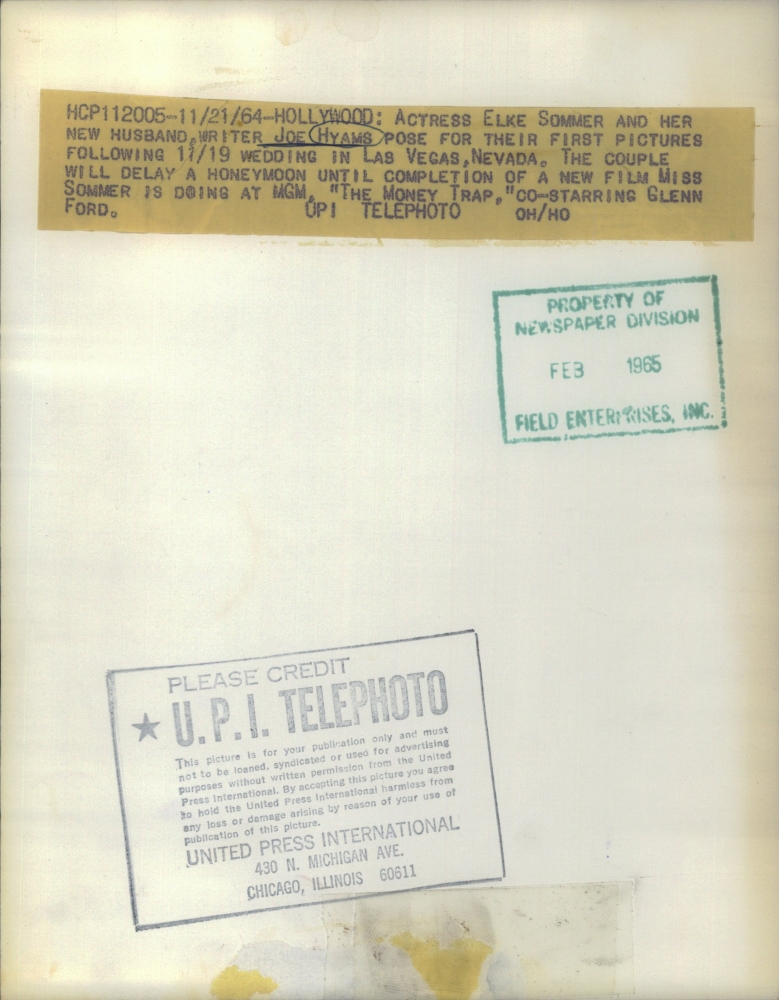 HCP112005-11/21/64-HOLLYWOOD: ACTRESS ELKE SOMMER AND HER
NEW HUSBAND,WRITER JOE HYAMS POSE FOR THEIR FIRST PICTURES
FOLLOWING 11/19 WEDDING IN LAS VEGAS,NEVADA. THE COUPLE
WILL DELAY A HONEYMOON UNTIL COMPLETION OF A NEW FILM MISS
SOMMER IS DOING AT MGM, "THE MONEY TRAP,"CO-STARRING GLENN
FORD. UPI TELEPHOTO OH/HO
PROPERTY OF
NEWSPAPER DIVISION
FEB 1965
FIELD ENTERPRISES, INC.
PLEASE CREDIT
★ U.P.I. TELEPHOTO
This picture is for your publication only and must
not to be loaned, syndicated or used for advertising
purposes without written permission from the United
Press International. By accepting this picture you agree
to hold the United Press International harmless from
any loss or damage arising by reason of your use of
publication of this picture.
UNITED PRESS INTERNATIONAL
430 N. MICHIGAN AVE.
CHICAGO, ILLINOIS 60611